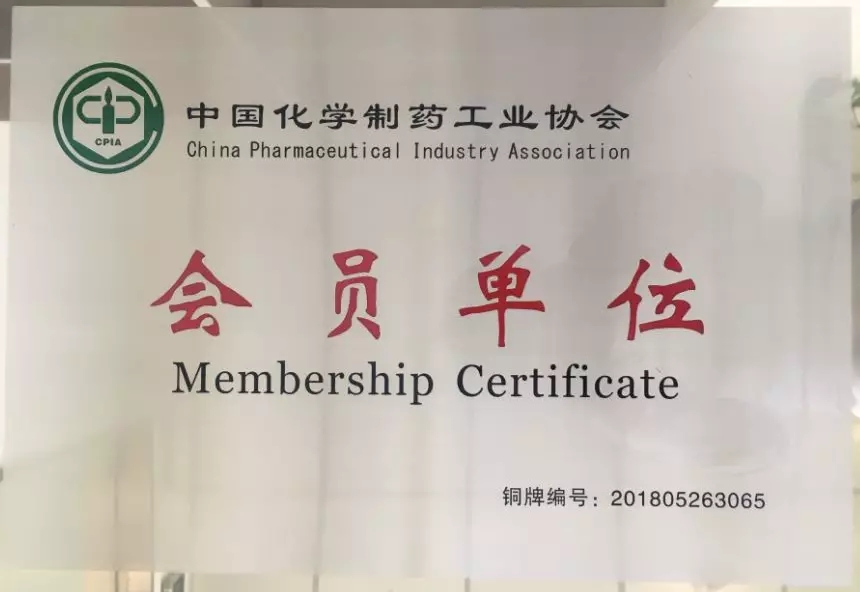 CPIA
中国化学制药工业协会
China Pharmaceutical Industry Association
会员单位
Membership Certificate
铜牌编号：201805263065